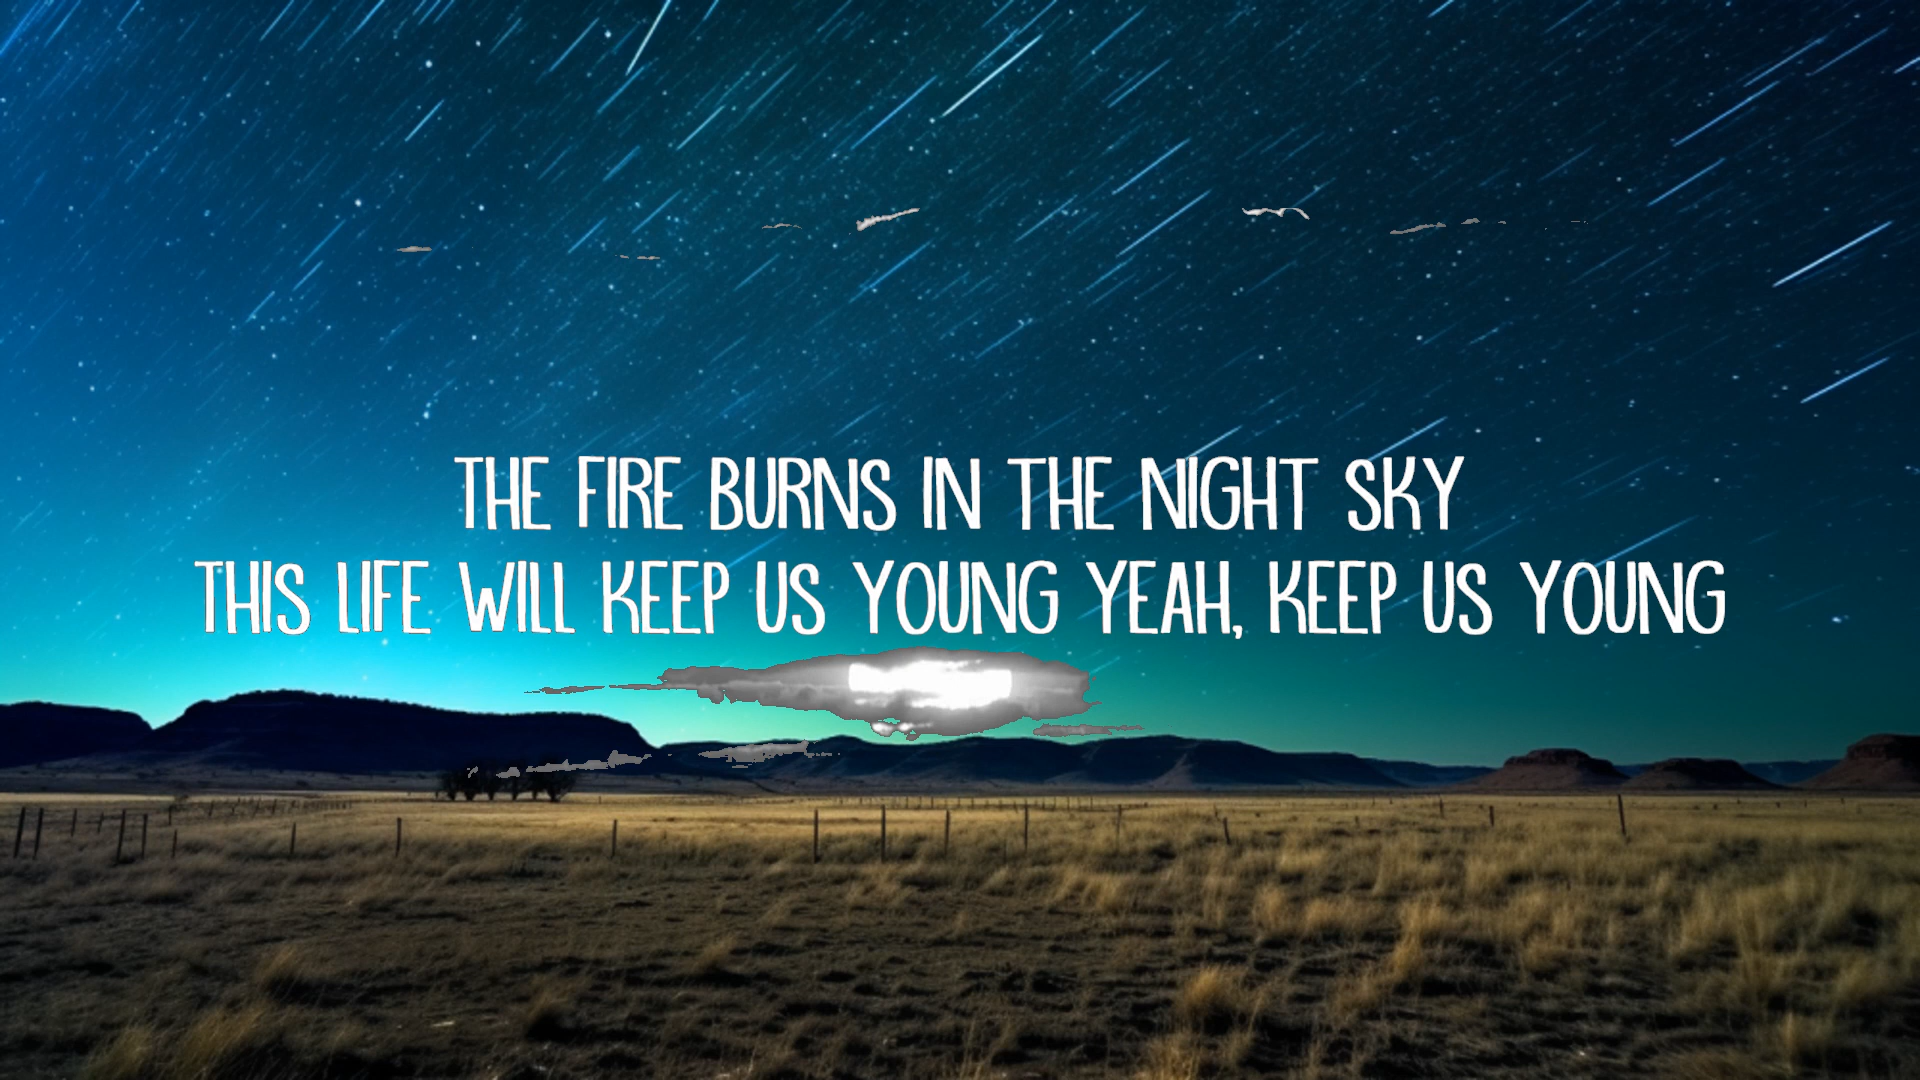 THE FIRE BURNS IN THE NIGHT SKY
THIS LIFE WILL KEEP US YOUNG YEAH, KEEP US YOUNG